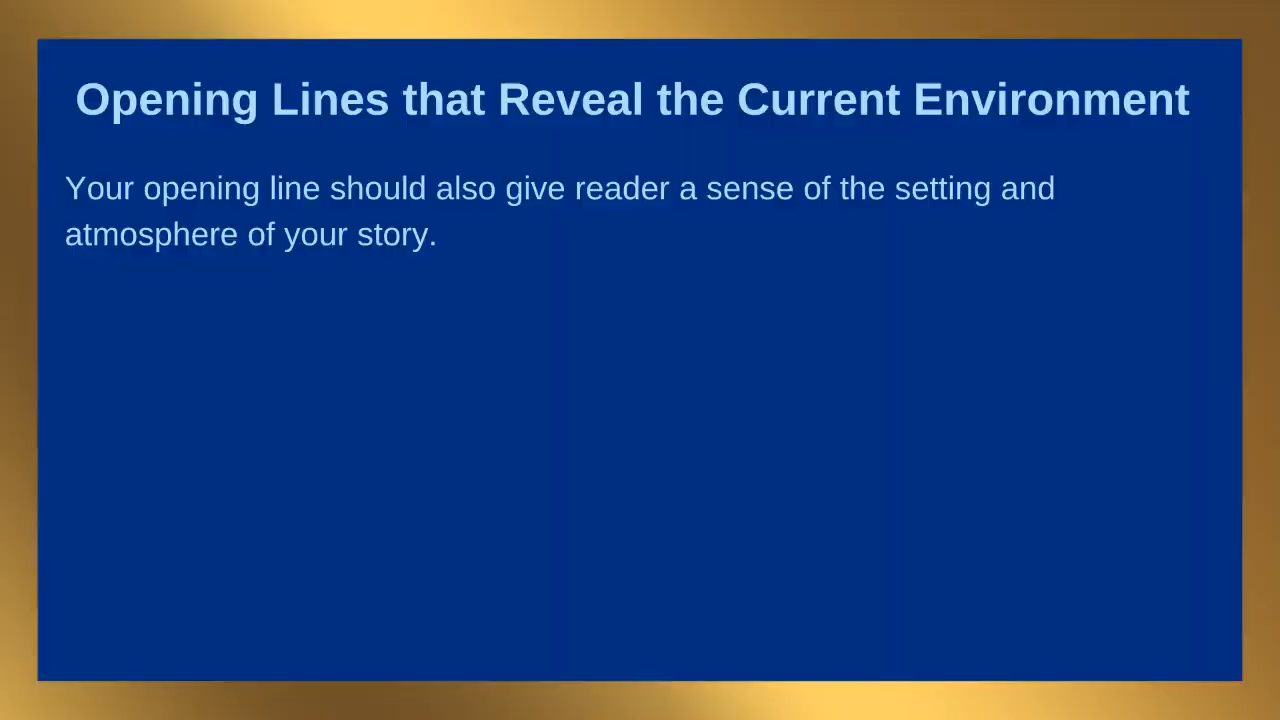 Opening Lines that Reveal the Current Environment
Your opening line should also give reader a sense of the setting and
atmosphere of your story.